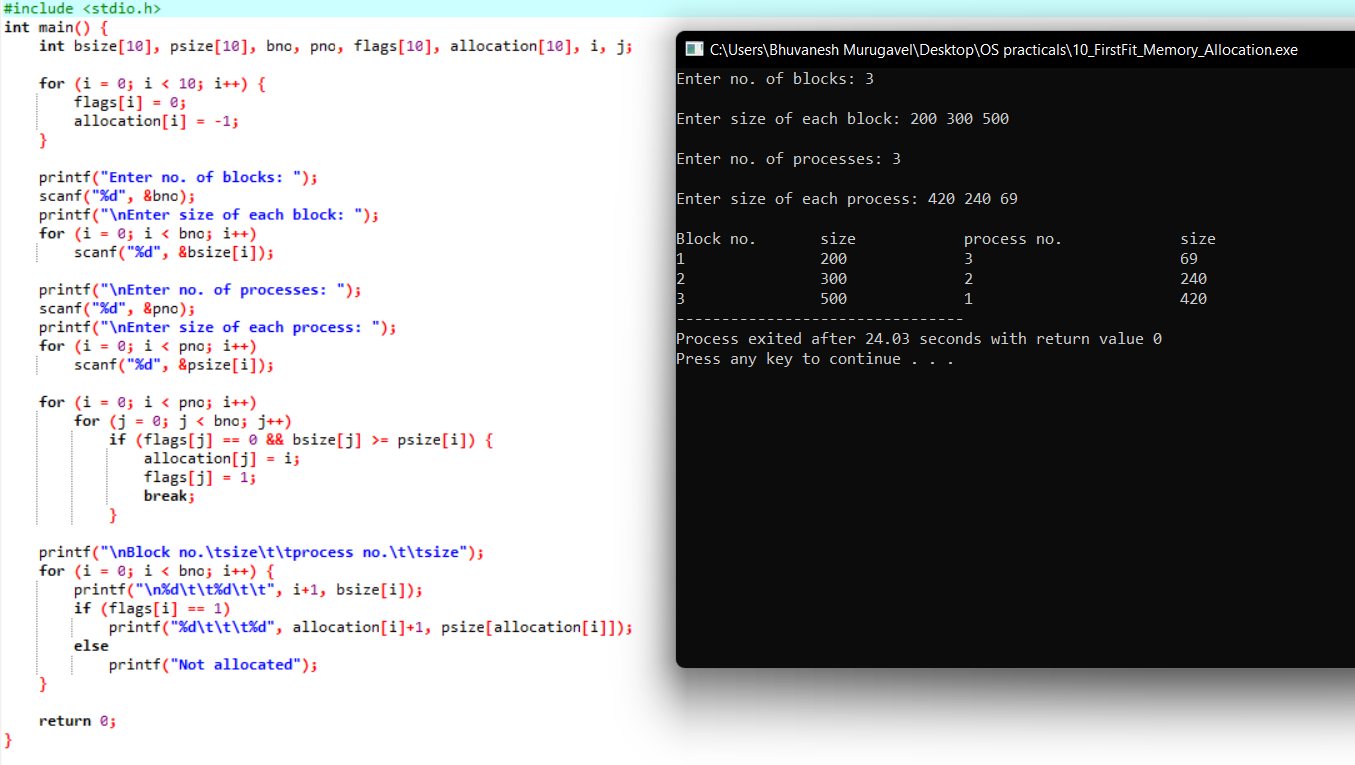 #include <stdio.h>
int main() {
    int bsize[10], psize[10], bno, pno, flags[10], allocation[10], i, j;
    for (i = 0; i < 10; i++) {
        flags[i] = 0;
        allocation[i] = -1;
    }
    printf("Enter no. of blocks: ");
    scanf("%d", &bno);
    printf("\nEnter size of each block: ");
    for (i = 0; i < bno; i++)
        scanf("%d", &bsize[i]);
    printf("\nEnter no. of processes: ");
    scanf("%d", &pno);
    printf("\nEnter size of each process: ");
    for (i = 0; i < pno; i++)
        scanf("%d", &psize[i]);
    for (i = 0; i < pno; i++)
        for (j = 0; j < bno; j++)
            if (flags[j] == 0 && bsize[j] >= psize[i]) {
                allocation[j] = i;
                flags[j] = 1;
                break;
            }
    printf("\nBlock no.\tsize\t\tprocess no.\t\tsize");
    for (i = 0; i < bno; i++) {
        printf("\n%d\t\t%d\t\t", i+1, bsize[i]);
        if (flags[i] == 1)
            printf("%d\t\t\t%d", allocation[i]+1, psize[allocation[i]]);
        else
            printf("Not allocated");
    }
    return 0;
}
C:\Users\Bhuvanesh Murugavel\Desktop\OS practicals\10_FirstFit_Memory_Allocation.exe
Enter no. of blocks: 3
Enter size of each block: 200 300 500
Enter no. of processes: 3
Enter size of each process: 420 240 69
Block no.       size            process no.             size
1               200             3                       69
2               300             2                       240
3               500             1                       420
--------------------------------
Process exited after 24.03 seconds with return value 0
Press any key to continue . . .